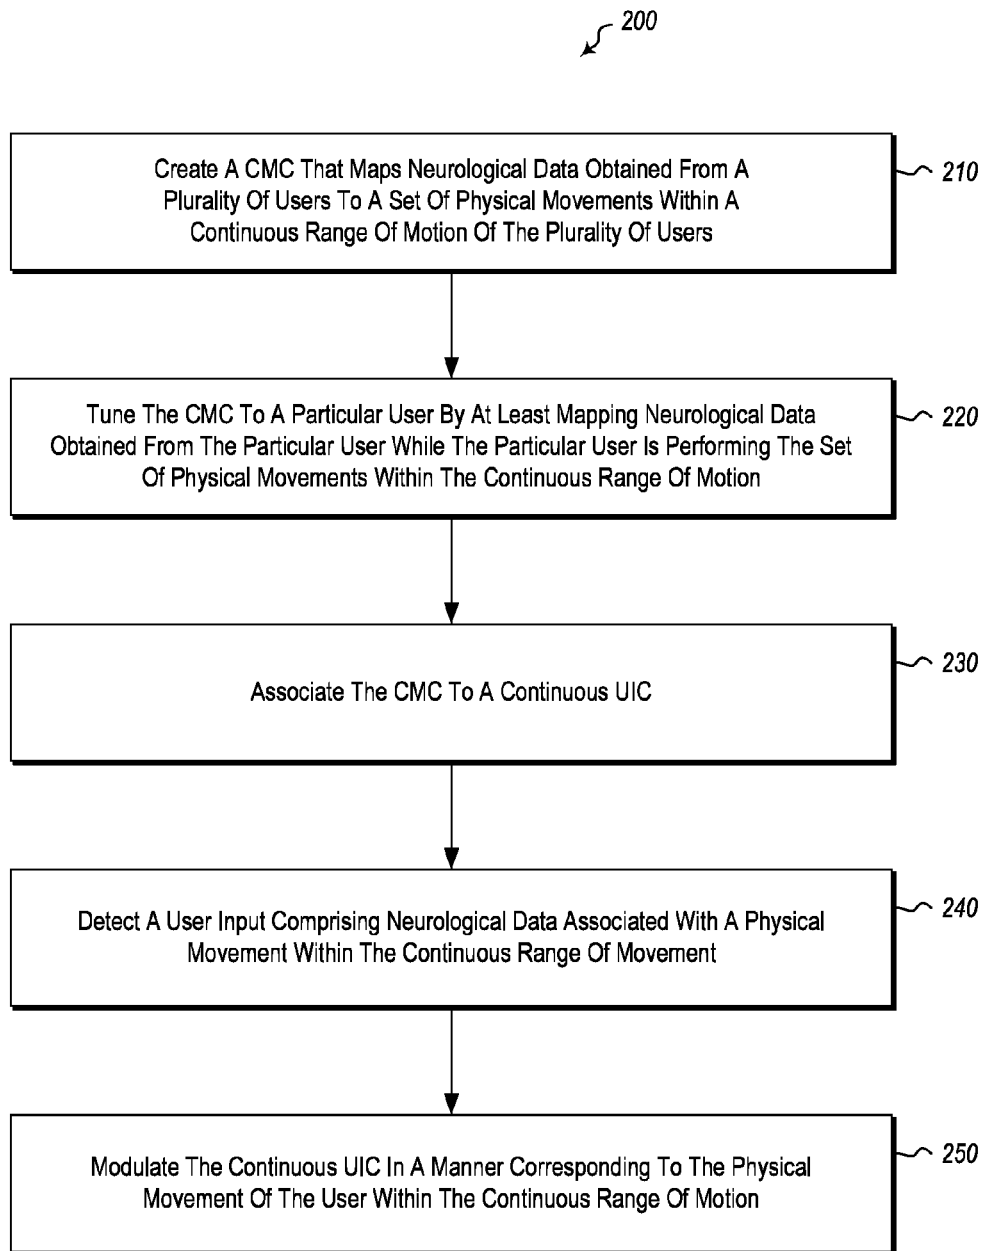 200
Create A CMC That Maps Neurological Data Obtained From A
Plurality Of Users To A Set Of Physical Movements Within A
Continuous Range Of Motion Of The Plurality Of Users
210
Tune The CMC To A Particular User By At Least Mapping Neurological Data
Obtained From The Particular User While The Particular User Is Performing The Set
Of Physical Movements Within The Continuous Range Of Motion
220
Associate The CMC To A Continuous UIC
230
Detect A User Input Comprising Neurological Data Associated With A Physical
Movement Within The Continuous Range Of Movement
240
Modulate The Continuous UIC In A Manner Corresponding To The Physical
Movement Of The User Within The Continuous Range Of Motion
250